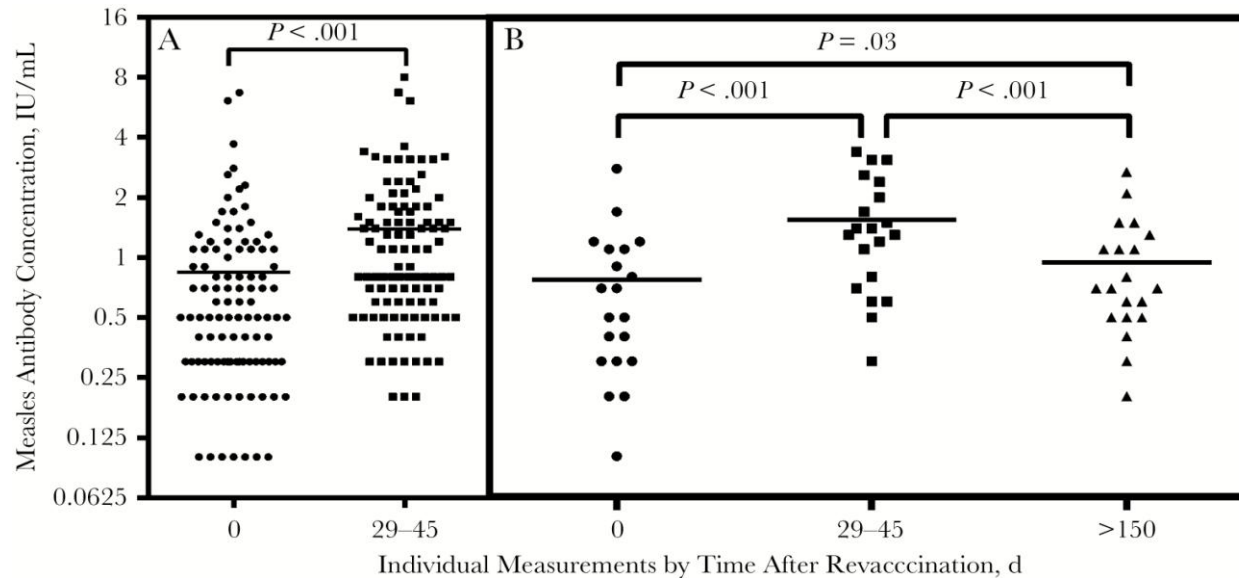 Measles Antibody Concentration, IU/mL
16
8
4
2
1
0.5
0.25
0.125
0.0625
A
P < .001
0
29–45
B
P = .03
P < .001
P < .001
0
29–45
>150
Individual Measurements by Time After Revacccination, d